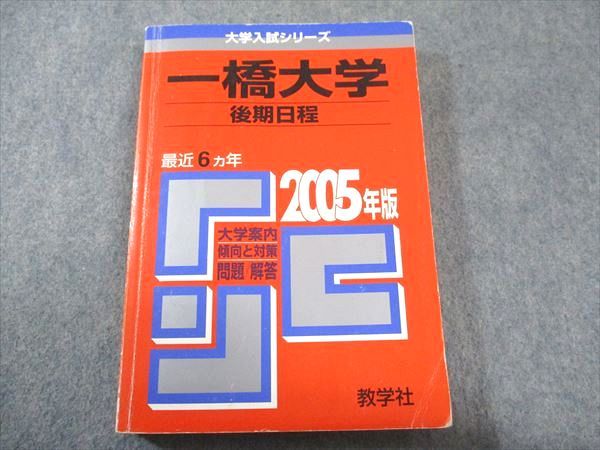 大学入試シリーズ
一橋大学
後期日程
最近6ヵ年
2005年版
大学案内
傾向と対策
問題 解答
教学社